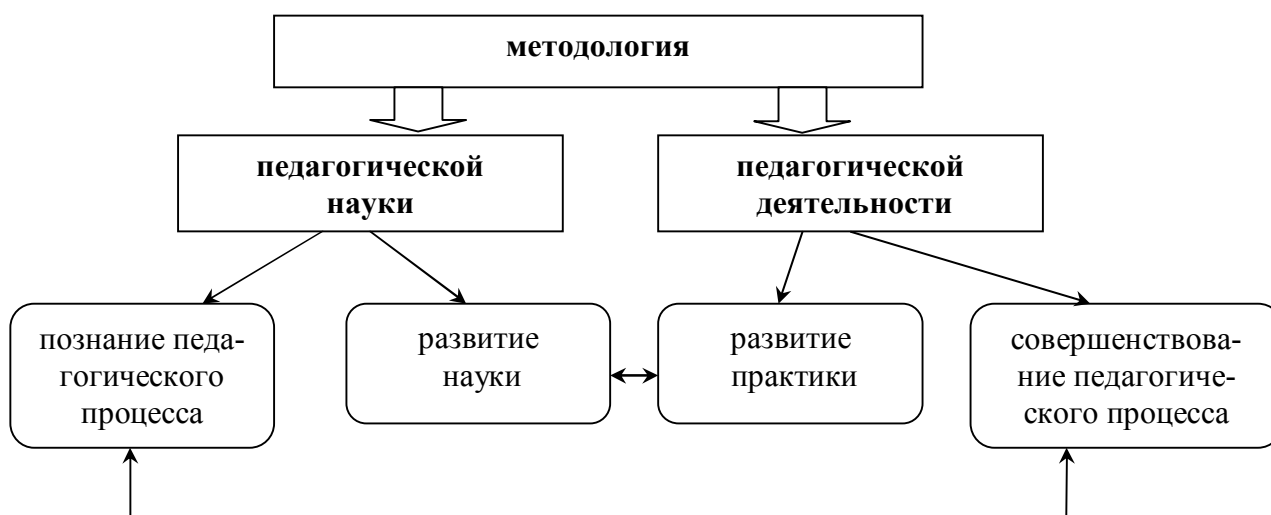 методология
педагогической
науки
педагогической
деятельности
познание педа-
гогического
процесса
развитие
науки
развитие
практики
совершенствова-
ние педагогиче-
ского процесса